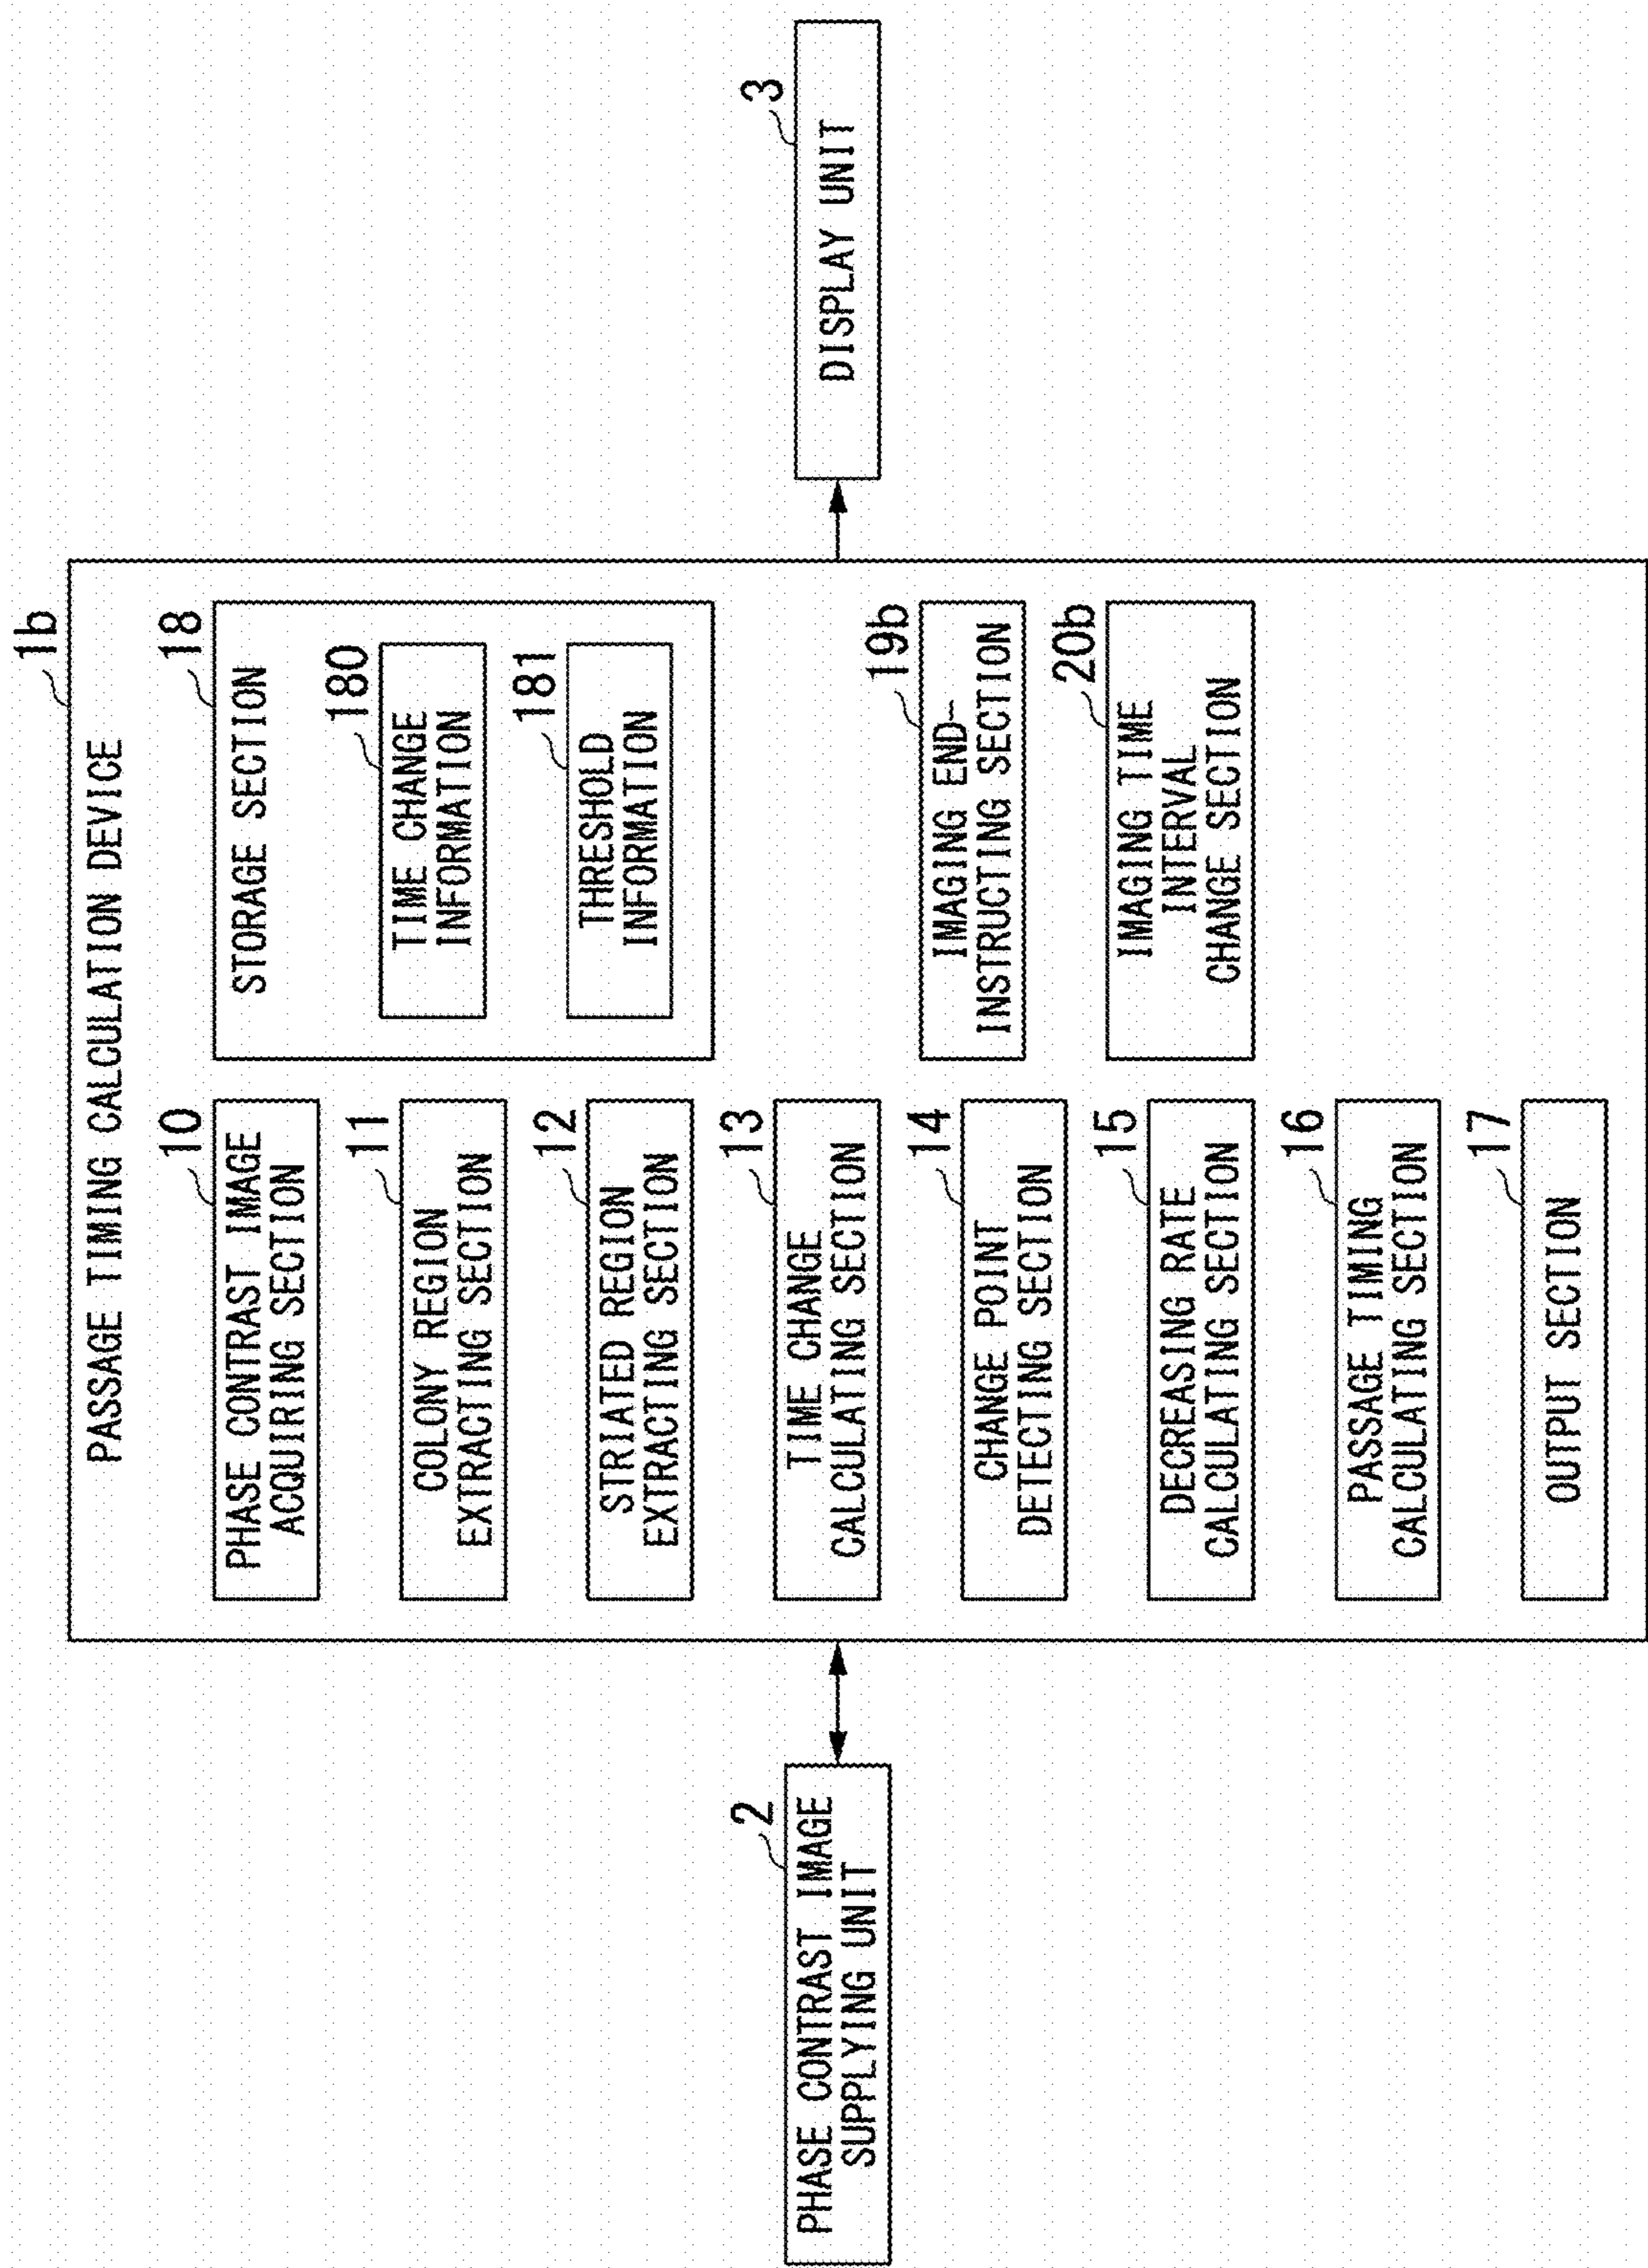 1b
PASSAGE TIMING CALCULATION DEVICE
10
PHASE CONTRAST IMAGE
ACQUIRING SECTION
11
COLONY REGION
EXTRACTING SECTION
12
STRIATED REGION
EXTRACTING SECTION
13
TIME CHANGE
CALCULATING SECTION
14
CHANGE POINT
DETECTING SECTION
15
DECREASING RATE
CALCULATING SECTION
16
PASSAGE TIMING
CALCULATING SECTION
17
OUTPUT SECTION
18
STORAGE SECTION
180
TIME CHANGE
INFORMATION
181
THRESHOLD
INFORMATION
19b
IMAGING END-
INSTRUCTING SECTION
20b
IMAGING TIME
INTERVAL
CHANGE SECTION
2
PHASE CONTRAST IMAGE
SUPPLYING UNIT
3
DISPLAY UNIT